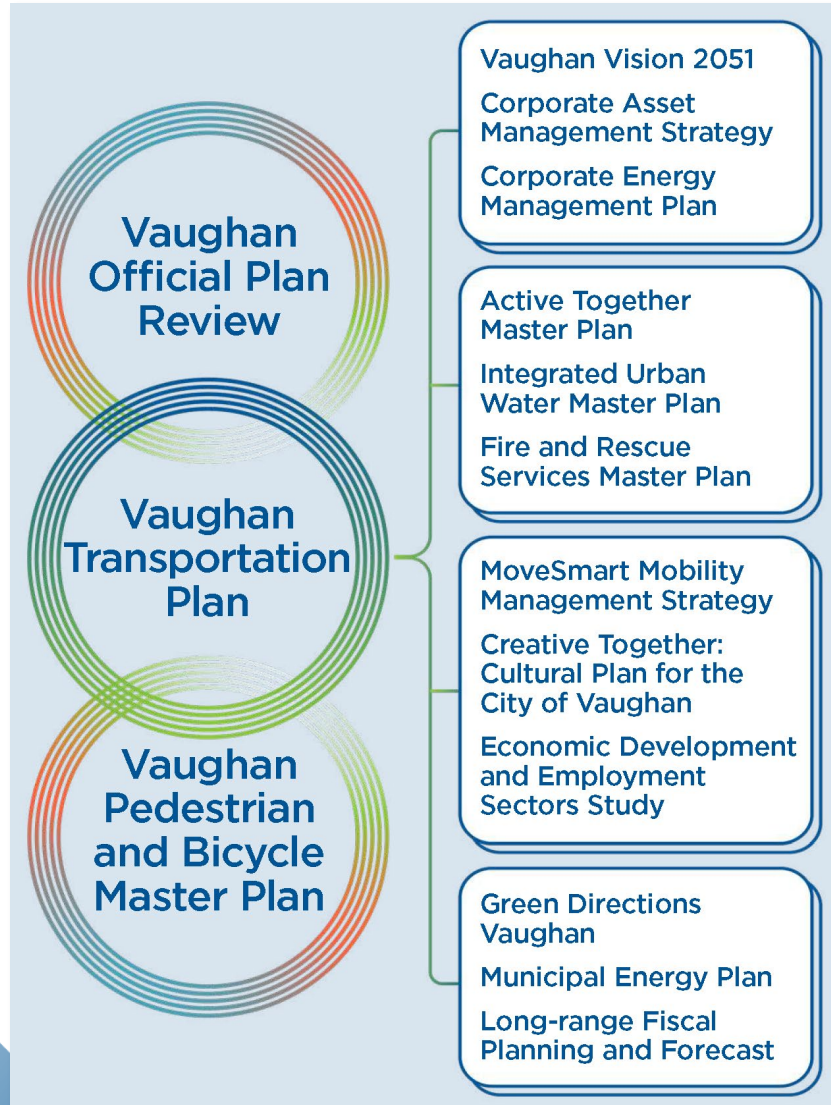 Vaughan
Official Plan
Review
Vaughan
Transportation
Plan
Vaughan
Pedestrian
and Bicycle
Master Plan
Vaughan Vision 2051
Corporate Asset
Management Strategy
Corporate Energy
Management Plan
Active Together
Master Plan
Integrated Urban
Water Master Plan
Fire and Rescue
Services Master Plan
MoveSmart Mobility
Management Strategy
Creative Together:
Cultural Plan for the
City of Vaughan
Economic Development
and Employment
Sectors Study
Green Directions
Vaughan
Municipal Energy Plan
Long-range Fiscal
Planning and Forecast